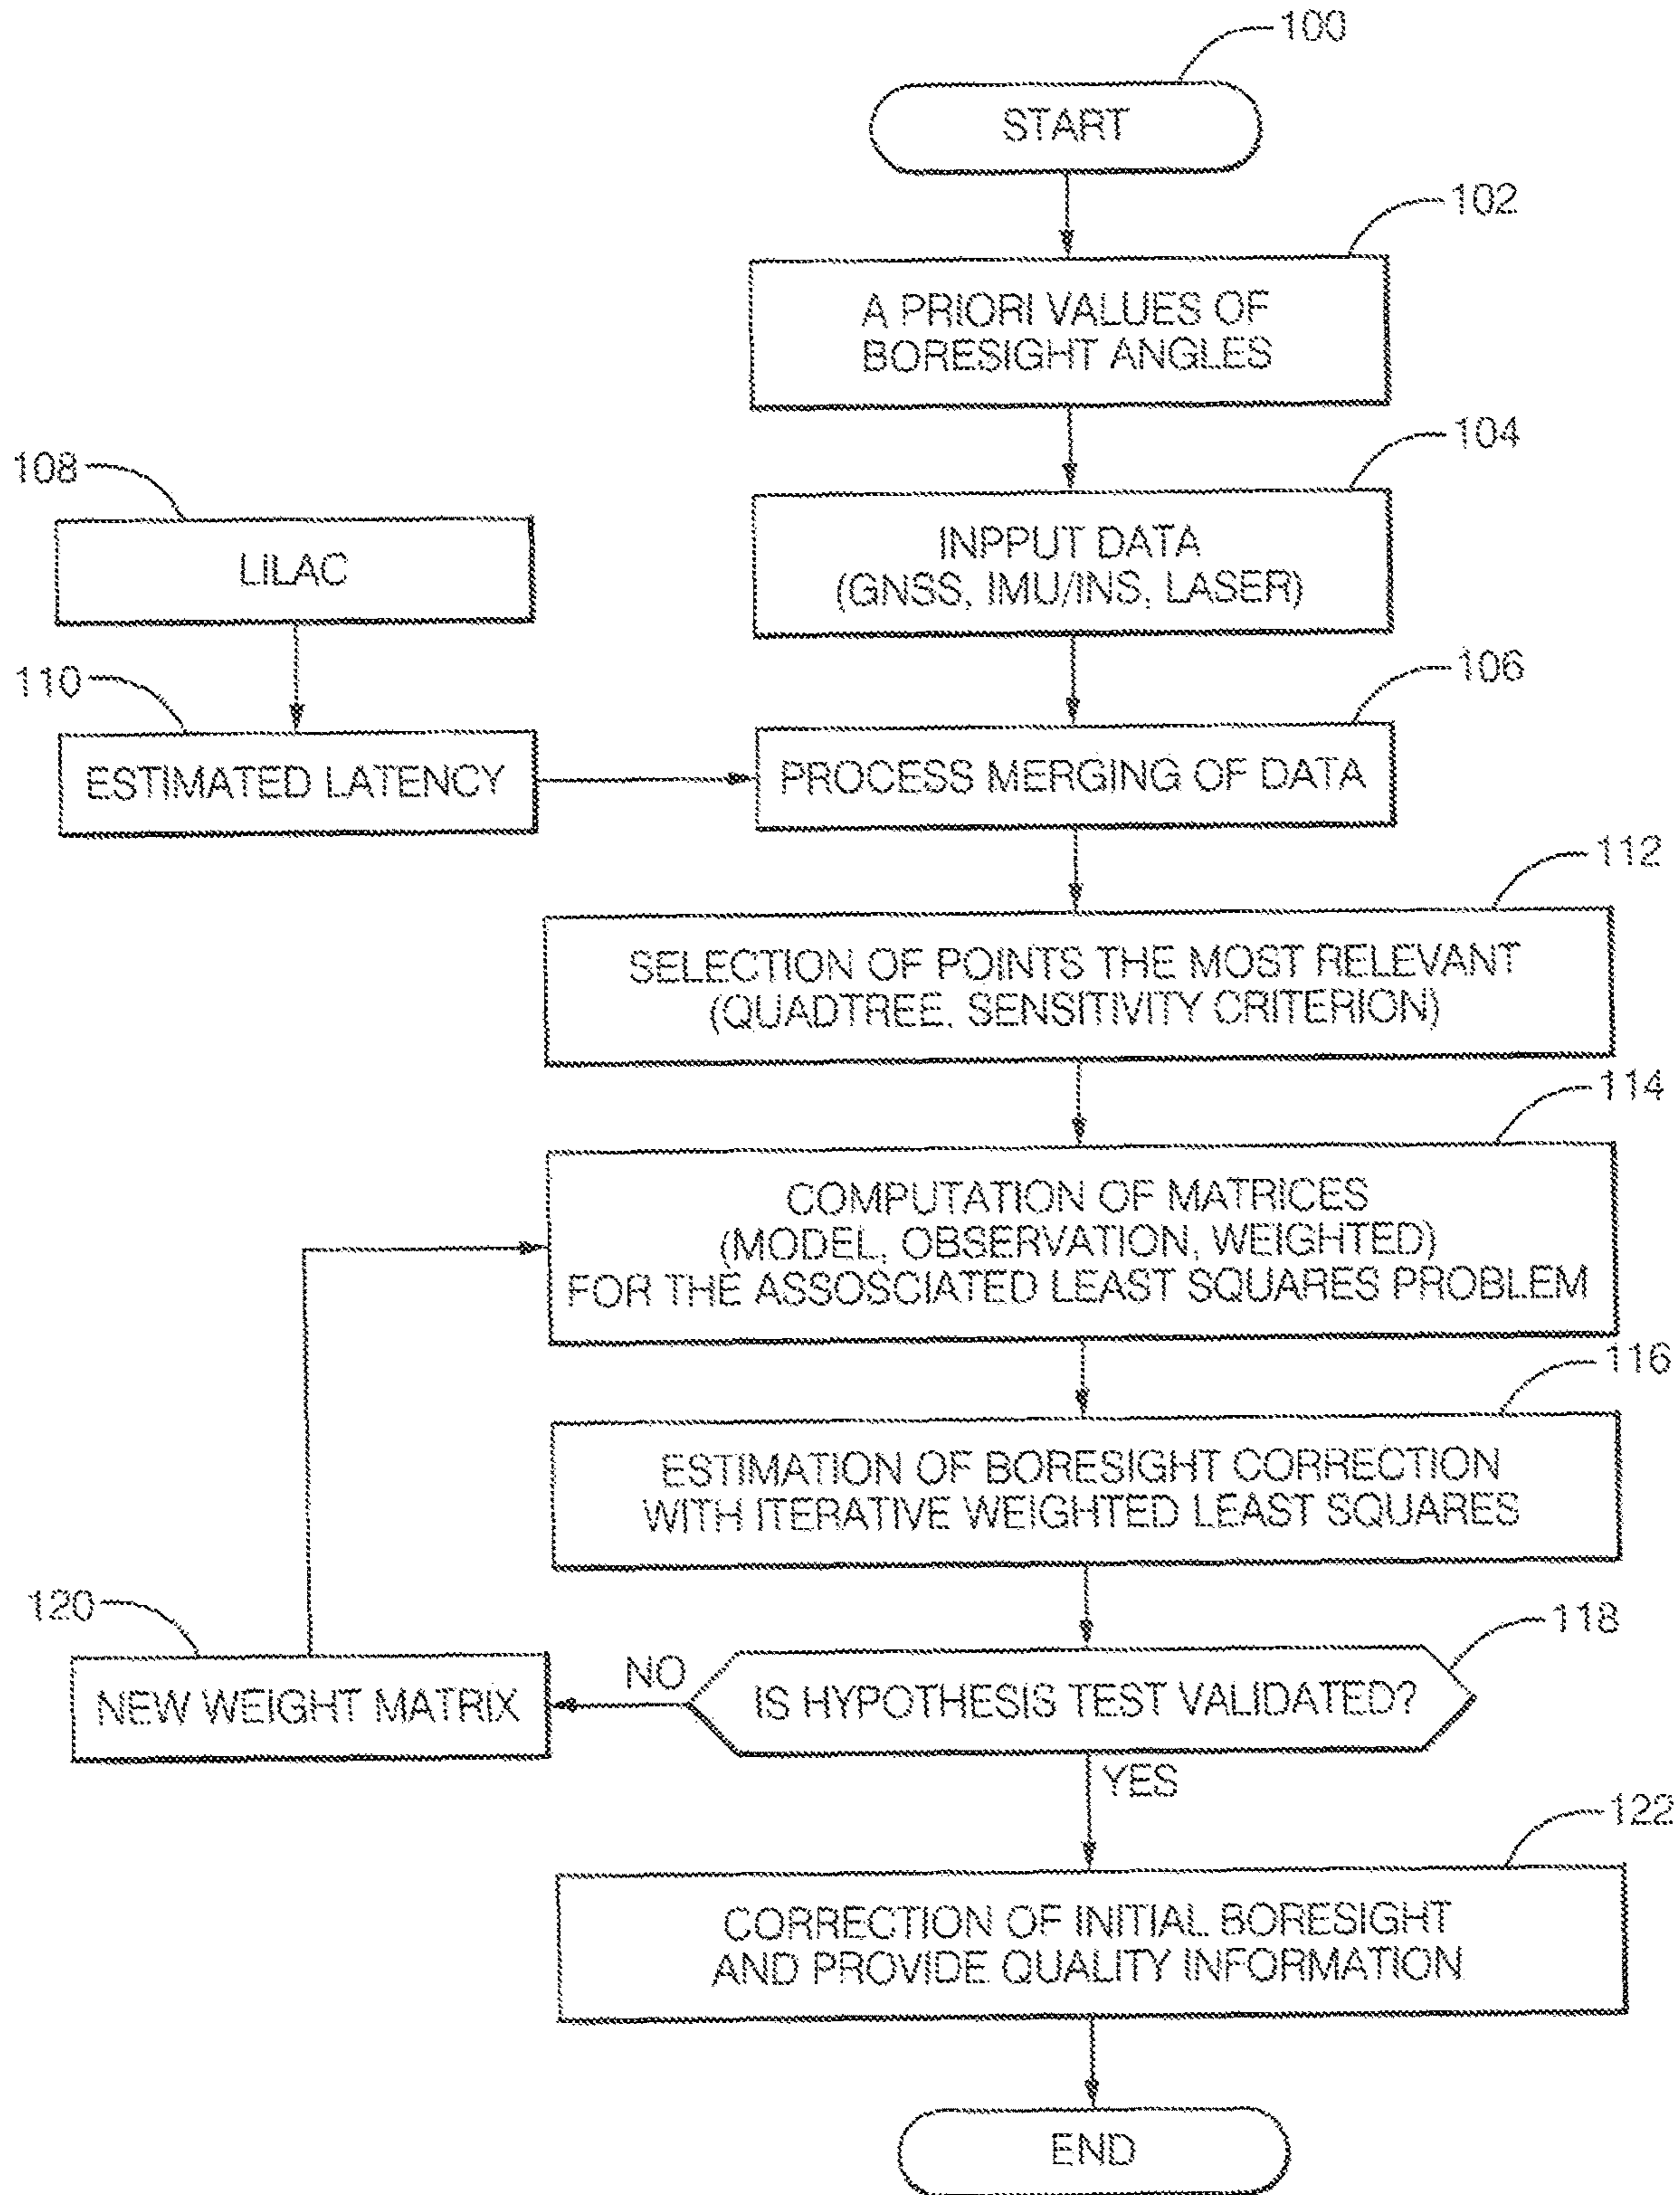 100
START
102
A PRIORI VALUES OF
BORESIGHT ANGLES
104
INPPUT DATA
(GNSS, IMU/INS, LASER)
108
LILAC
110
ESTIMATED LATENCY
106
PROCESS MERGING OF DATA
112
SELECTION OF POINTS THE MOST RELEVANT
(QUADTREE, SENSITIVITY CRITERION)
114
COMPUTATION OF MATRICES
(MODEL, OBSERVATION, WEIGHTED)
FOR THE ASSOSCIATED LEAST SQUARES PROBLEM
116
ESTIMATION OF BORESIGHT CORRECTION
WITH ITERATIVE WEIGHTED LEAST SQUARES
118
IS HYPOTHESIS TEST VALIDATED?
NO
120
NEW WEIGHT MATRIX
YES
122
CORRECTION OF INITIAL BORESIGHT
AND PROVIDE QUALITY INFORMATION
END